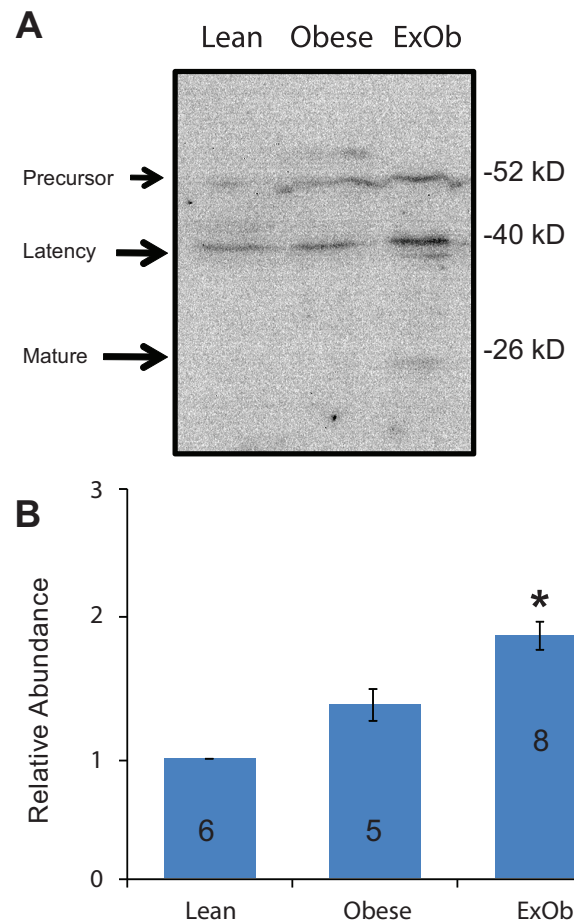 A
Lean Obese ExOb
Precursor -52 kD
Latency -40 kD
Mature -26 kD
B
3
2
1
0
Relative Abundance
*
6 5 8
Lean Obese ExOb